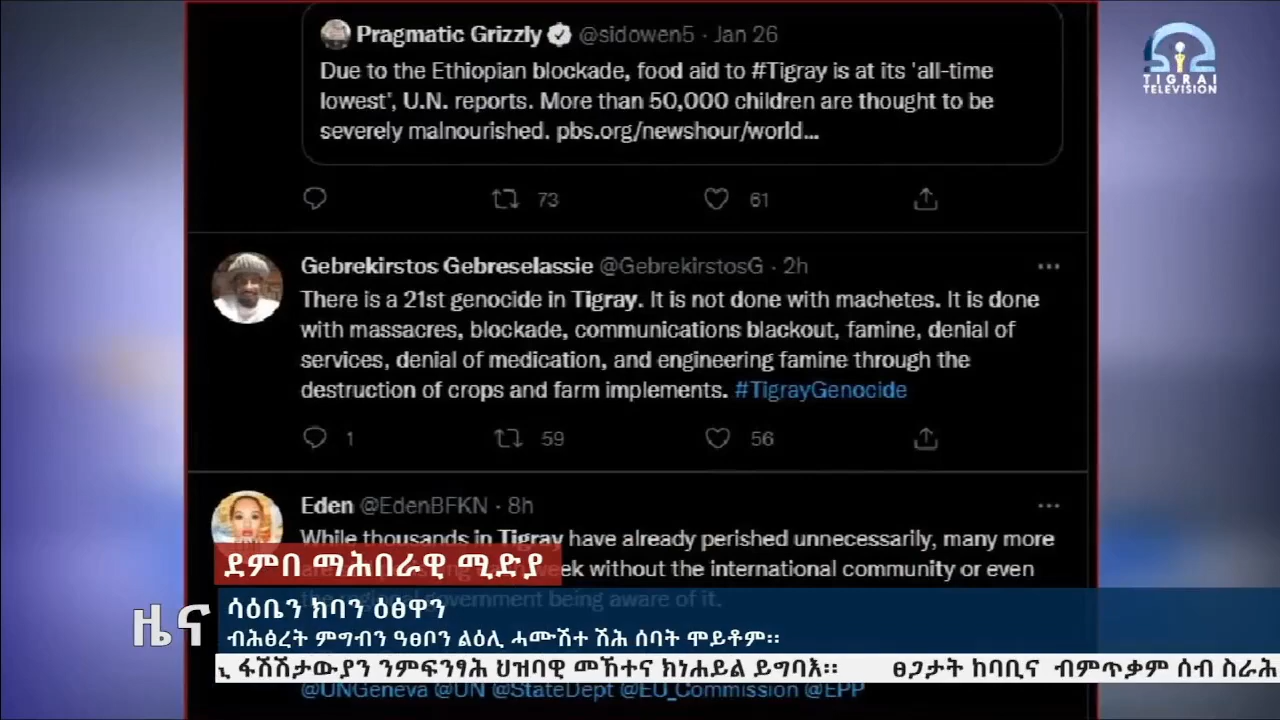 Pragmatic Grizzly @sidowen5 · Jan 26
Due to the Ethiopian blockade, food aid to #Tigray is at its 'all-time
lowest', U.N. reports. More than 50,000 children are thought to be
severely malnourished. pbs.org/newshour/world...
73 61
TIGRAI
TELEVISION
Gebrekirstos Gebreselassie @GebrekirstosG · 2h
There is a 21st genocide in Tigray. It is not done with machetes. It is done
with massacres, blockade, communications blackout, famine, denial of
services, denial of medication, and engineering famine through the
destruction of crops and farm implements. #TigrayGenocide
1 59 56
Eden @EdenBFKN · 8h
While thousands in Tigray have already perished unnecessarily, many more
without the international community or even
government being aware of it.
ደምበ ማሕበራዊ ሚድያ
ዜና
ሳዕቤን ክባን ዕፅዋን
ብሕፅረት ምግብን ዓፀቦን ልዕሊ ሓሙሽተ ሽሕ ሰባት ሞይቶም፡፡
ፋሽሽታውያን ንምፍንፃሕ ህዝባዊ መኸተና ክነሐይል ይግባእ፡፡ ፀጋታት ከባቢና ብምጥቃም ሰብ ስራሕ
@UNGeneva @UN @StateDept @EU_Commission @EPP